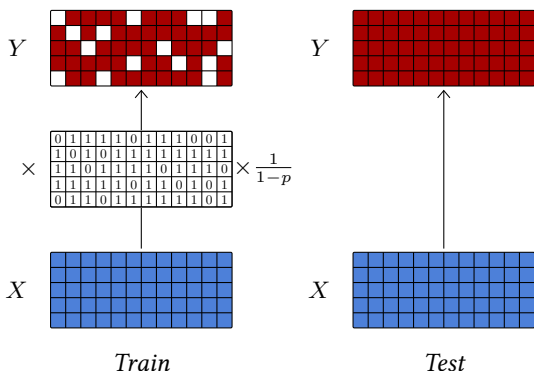 Y Y
× 0 1 1 1 1 0 1 1 1 0 0 1
1 0 1 0 1 1 1 1 1 1 1 1
1 1 0 1 1 1 1 0 1 1 1 0 × 1/(1−p)
1 1 1 1 1 0 1 1 0 1 0 1
0 1 1 0 1 1 1 1 1 1 0 1
X X
Train Test